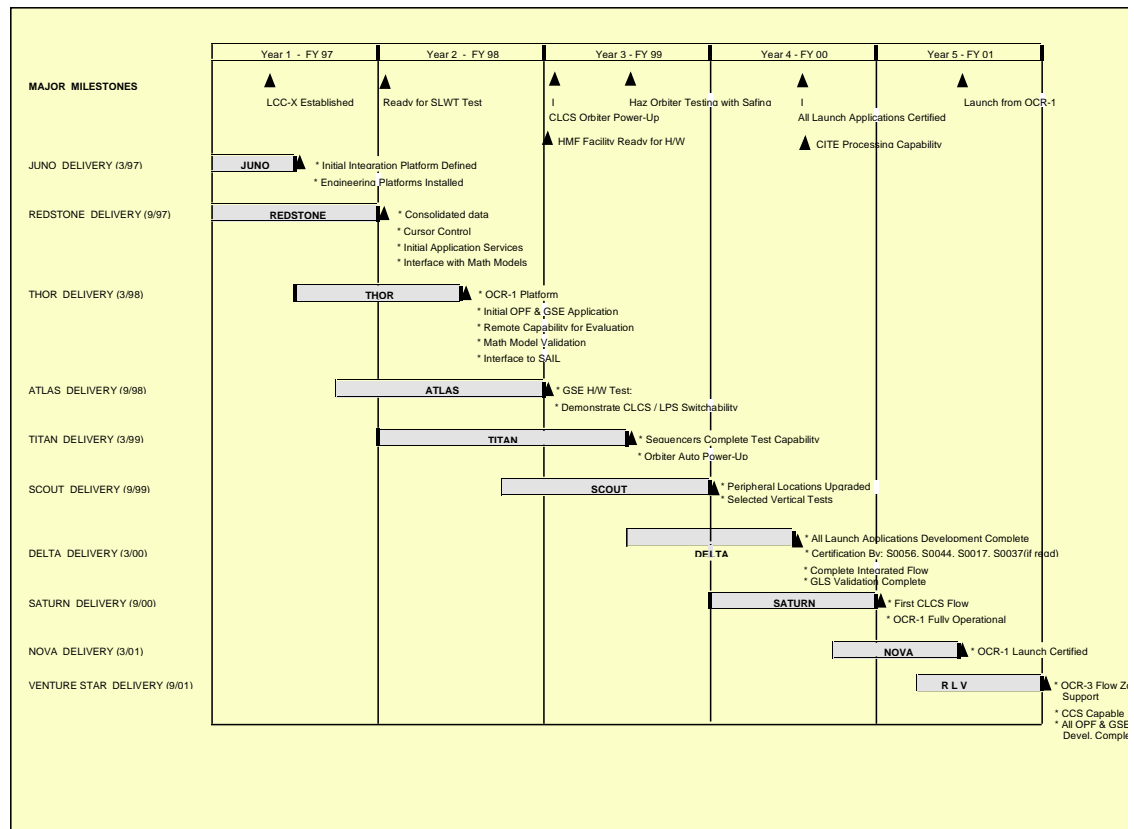 Year 1 - FY 97
Year 2 - FY 98
Year 3 - FY 99
Year 4 - FY 00
Year 5 - FY 01
MAJOR MILESTONES
LCC-X Established
Ready for SLWT Test
Haz Orbiter Testing with Safing
Launch from OCR-1
CLCS Orbiter Power-Up
All Launch Applications Certified
HMF Facility Ready for H/W
CITE Processing Capability
JUNO DELIVERY (3/97)
JUNO
* Initial Integration Platform Defined
* Engineering Platforms Installed
REDSTONE DELIVERY (9/97)
REDSTONE
* Consolidated data
* Cursor Control
* Initial Application Services
* Interface with Math Models
THOR DELIVERY (3/98)
THOR
* OCR-1 Platform
* Initial OPF & GSE Application
* Remote Capability for Evaluation
* Math Model Validation
* Interface to SAIL
ATLAS DELIVERY (9/98)
ATLAS
* GSE H/W Test:
* Demonstrate CLCS / LPS Switchability
TITAN DELIVERY (3/99)
TITAN
* Sequencers Complete Test Capability
* Orbiter Auto Power-Up
SCOUT DELIVERY (9/99)
SCOUT
* Peripheral Locations Upgraded
* Selected Vertical Tests
DELTA DELIVERY (3/00)
DELTA
* All Launch Applications Development Complete
* Certification By: S0056, S0044, S0017, S0037(if reqd)
* Complete Integrated Flow
* GLS Validation Complete
SATURN DELIVERY (9/00)
SATURN
* First CLCS Flow
* OCR-1 Fully Operational
NOVA DELIVERY (3/01)
NOVA
* OCR-1 Launch Certified
VENTURE STAR DELIVERY (9/01)
R L V
* OCR-3 Flow
Support
* CCS Capable
* All OPF & GSE
Devel.